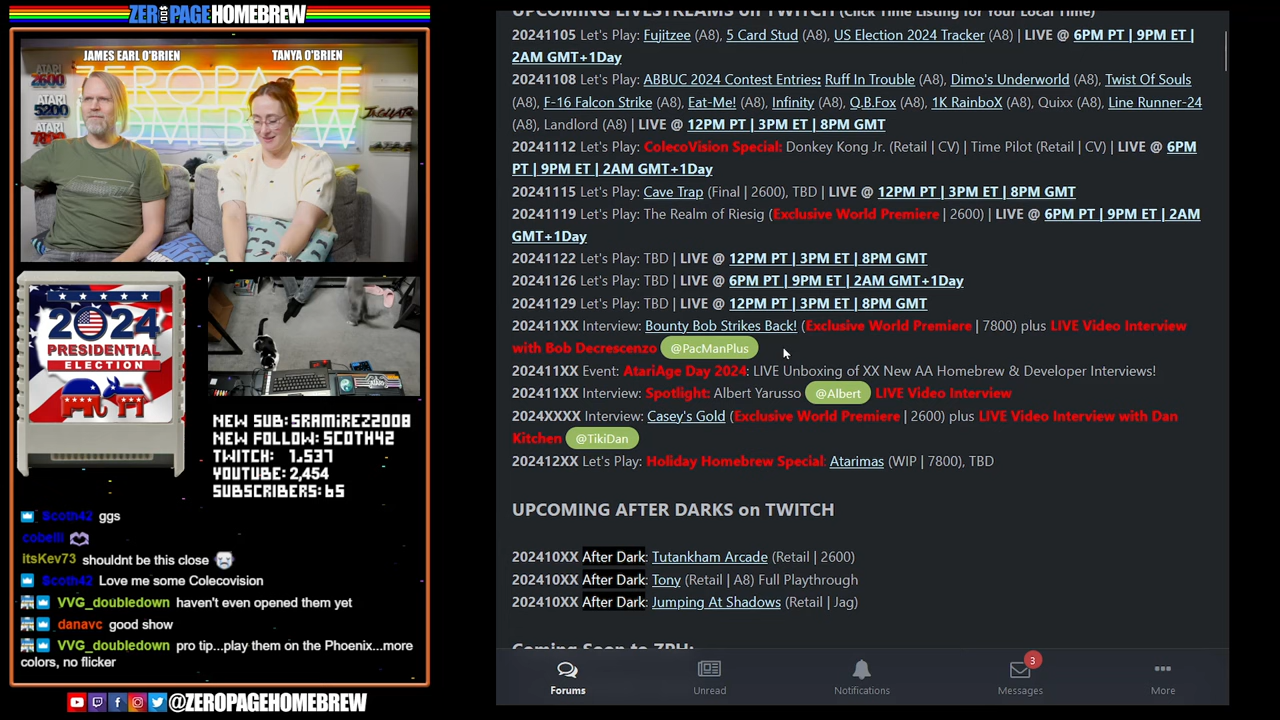 ZEROPAGEHOMEBREW
JAMES EARL O'BRIEN
TANYA O'BRIEN
ATARI
2600
ATARI
5200
ATARI
7800
ZEROPAGE
HOMEBREW
JAGUAR
2024
PRESIDENTIAL
ELECTION
NEW SUB: SRAMIREZ2008
NEW FOLLOW: SCOTH42
TWITCH: 1,537
YOUTUBE: 2,454
SUBSCRIBERS: 65
Scoth42 ggs
cobelli
itsKev73 shouldnt be this close
Scoth42 Love me some Colecovision
VVG_doubledown haven't even opened them yet
danavc good show
VVG_doubledown pro tip...play them on the Phoenix...more
colors, no flicker
@ZEROPAGEHOMEBREW
UPCOMING LIVESTREAMS on TWITCH (Click Time Listing for Your Local Time)
20241105 Let's Play: Fujitzee (A8), 5 Card Stud (A8), US Election 2024 Tracker (A8) | LIVE @ 6PM PT | 9PM ET |
2AM GMT+1Day
20241108 Let's Play: ABBUC 2024 Contest Entries: Ruff In Trouble (A8), Dimo's Underworld (A8), Twist Of Souls
(A8), F-16 Falcon Strike (A8), Eat-Me! (A8), Infinity (A8), Q.B.Fox (A8), 1K RainboX (A8), Quixx (A8), Line Runner-24
(A8), Landlord (A8) | LIVE @ 12PM PT | 3PM ET | 8PM GMT
20241112 Let's Play: ColecoVision Special: Donkey Kong Jr. (Retail | CV) | Time Pilot (Retail | CV) | LIVE @ 6PM
PT | 9PM ET | 2AM GMT+1Day
20241115 Let's Play: Cave Trap (Final | 2600), TBD | LIVE @ 12PM PT | 3PM ET | 8PM GMT
20241119 Let's Play: The Realm of Riesig (Exclusive World Premiere | 2600) | LIVE @ 6PM PT | 9PM ET | 2AM
GMT+1Day
20241122 Let's Play: TBD | LIVE @ 12PM PT | 3PM ET | 8PM GMT
20241126 Let's Play: TBD | LIVE @ 6PM PT | 9PM ET | 2AM GMT+1Day
20241129 Let's Play: TBD | LIVE @ 12PM PT | 3PM ET | 8PM GMT
202411XX Interview: Bounty Bob Strikes Back! (Exclusive World Premiere | 7800) plus LIVE Video Interview
with Bob Decrescenzo @PacManPlus
202411XX Event: AtariAge Day 2024: LIVE Unboxing of XX New AA Homebrew & Developer Interviews!
202411XX Interview: Spotlight: Albert Yarusso @Albert LIVE Video Interview
2024XXXX Interview: Casey's Gold (Exclusive World Premiere | 2600) plus LIVE Video Interview with Dan
Kitchen @TikiDan
202412XX Let's Play: Holiday Homebrew Special: Atarimas (WIP | 7800), TBD
UPCOMING AFTER DARKS on TWITCH
202410XX After Dark: Tutankham Arcade (Retail | 2600)
202410XX After Dark: Tony (Retail | A8) Full Playthrough
202410XX After Dark: Jumping At Shadows (Retail | Jag)
Coming Soon to ZPH:
Forums
Unread
Notifications
3
Messages
More